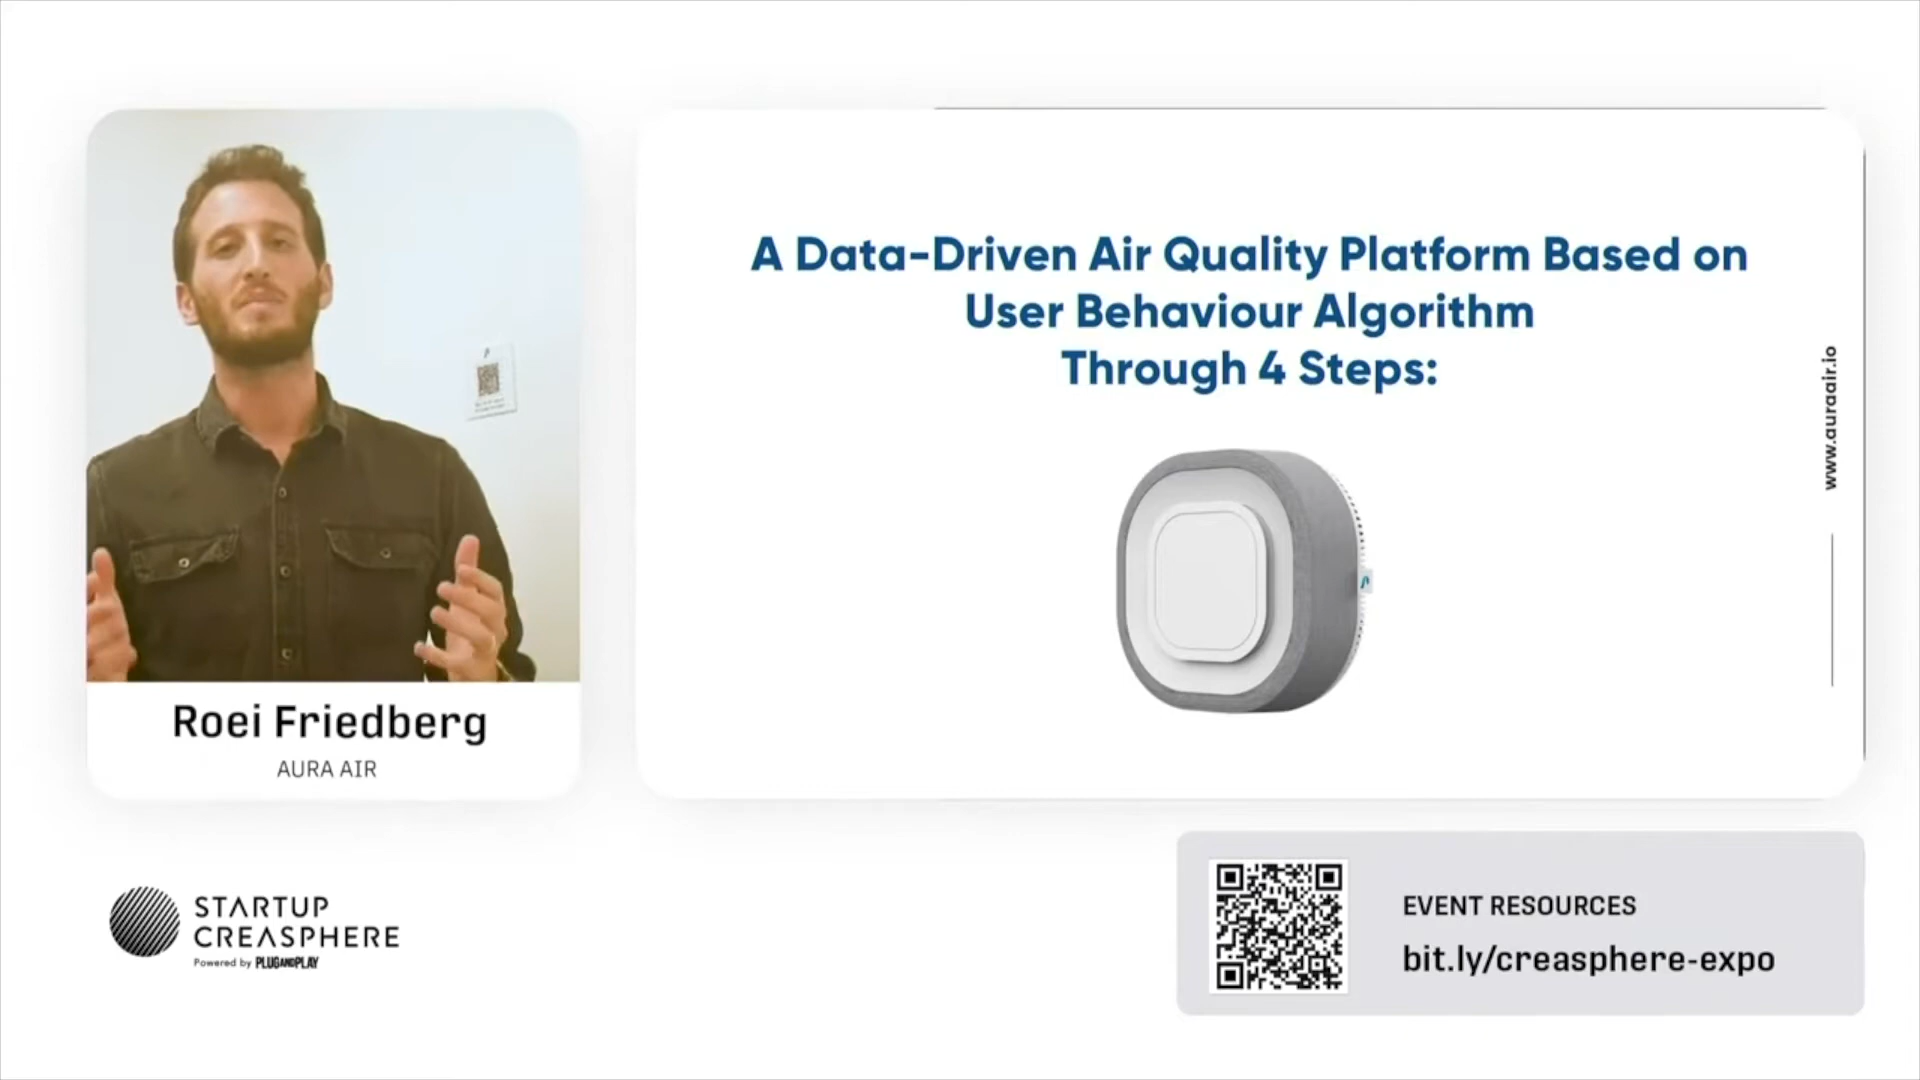 A Data-Driven Air Quality Platform Based on
User Behaviour Algorithm
Through 4 Steps:
www.auraair.io
Roei Friedberg
AURA AIR
STARTUP
CREASPHERE
Powered by PLUGANDPLAY
EVENT RESOURCES
bit.ly/creasphere-expo